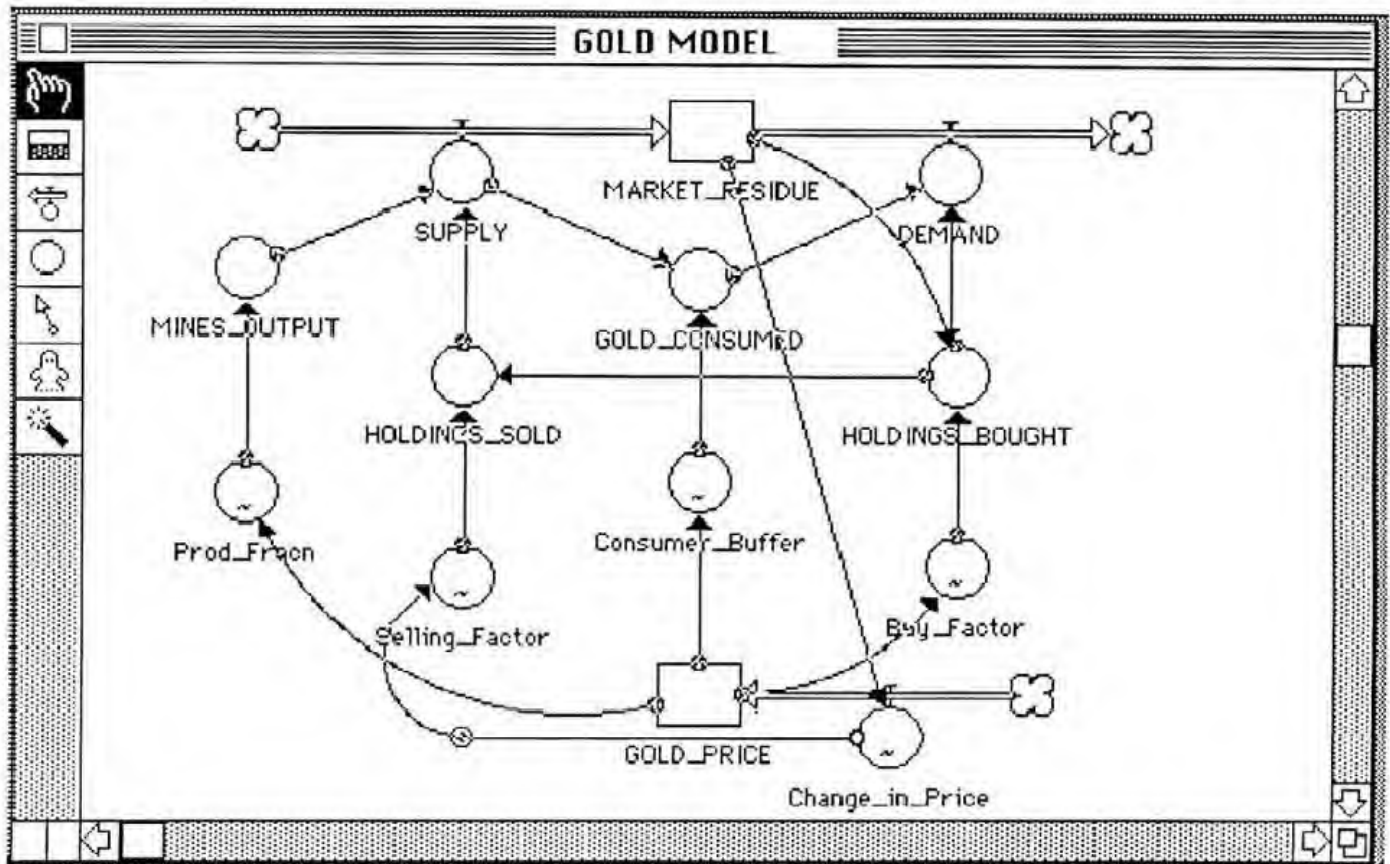 GOLD MODEL
MARKET_RESIDUE
SUPPLY
DEMAND
MINES_OUTPUT
GOLD_CONSUMED
HOLDINGS_SOLD
HOLDINGS_BOUGHT
Prod_Fracn
Consumer_Buffer
Selling_Factor
Buy_Factor
GOLD_PRICE
Change_in_Price